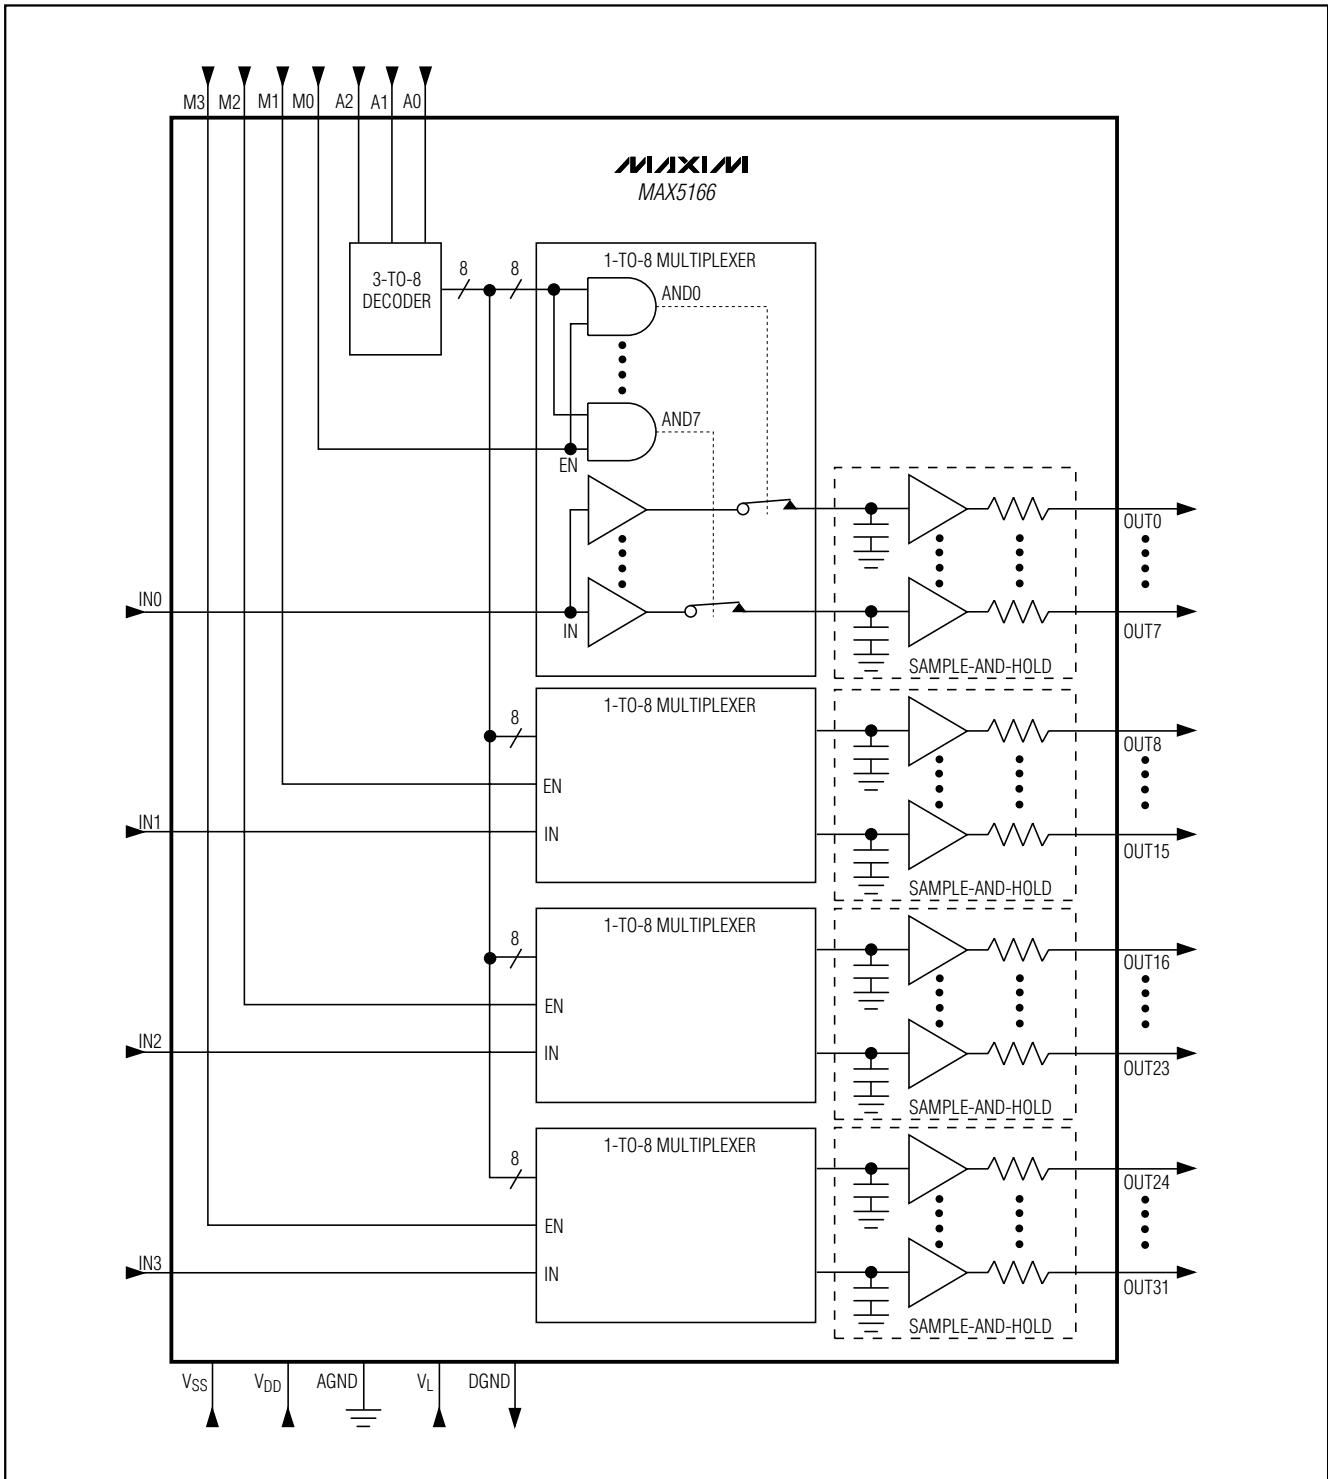 M3 M2 M1 M0 A2 A1 A0
MAXIM
MAX5166
3-TO-8
DECODER
8
8
1-TO-8 MULTIPLEXER
AND0
AND7
EN
IN0
IN
OUT0
OUT7
SAMPLE-AND-HOLD
8
1-TO-8 MULTIPLEXER
EN
IN1
IN
OUT8
OUT15
SAMPLE-AND-HOLD
8
1-TO-8 MULTIPLEXER
EN
IN2
IN
OUT16
OUT23
SAMPLE-AND-HOLD
8
1-TO-8 MULTIPLEXER
EN
IN3
IN
OUT24
OUT31
SAMPLE-AND-HOLD
VSS VDD AGND VL DGND